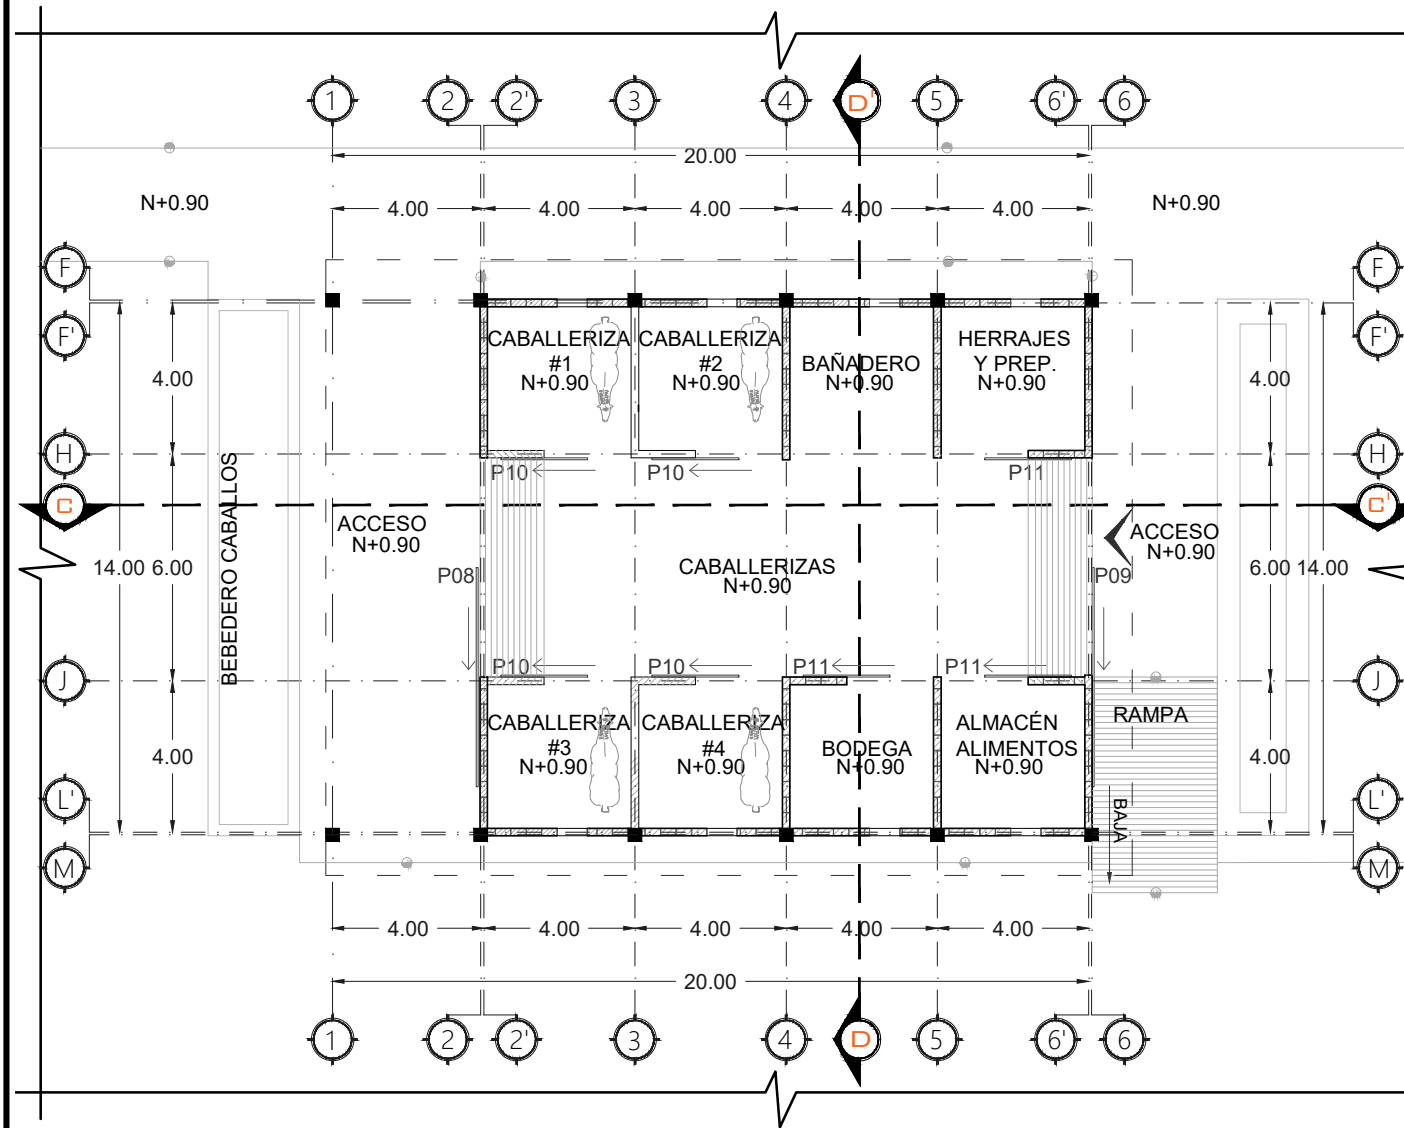 1 2 2' 3 4 D' 5 6' 6
20.00
N+0.90 N+0.90
4.00 4.00 4.00 4.00 4.00
F F
F' F'
CABALLERIZA CABALLERIZA HERRAJES
#1 #2 BAÑADERO Y PREP.
N+0.90 N+0.90 N+0.90 N+0.90
4.00 4.00
H H
P10 P10 P11
C C'
BEBEDERO CABALLOS
ACCESO ACCESO
N+0.90 N+0.90
14.00 6.00 CABALLERIZAS 6.00 14.00
P08 N+0.90 P09
P10 P10 P11 P11
J J
CABALLERIZA CABALLERIZA ALMACÉN RAMPA
#3 #4 BODEGA ALIMENTOS
N+0.90 N+0.90 N+0.90 N+0.90
4.00 4.00
L' L'
BAJA
M M
4.00 4.00 4.00 4.00 4.00
20.00
1 2 2' 3 4 D 5 6' 6